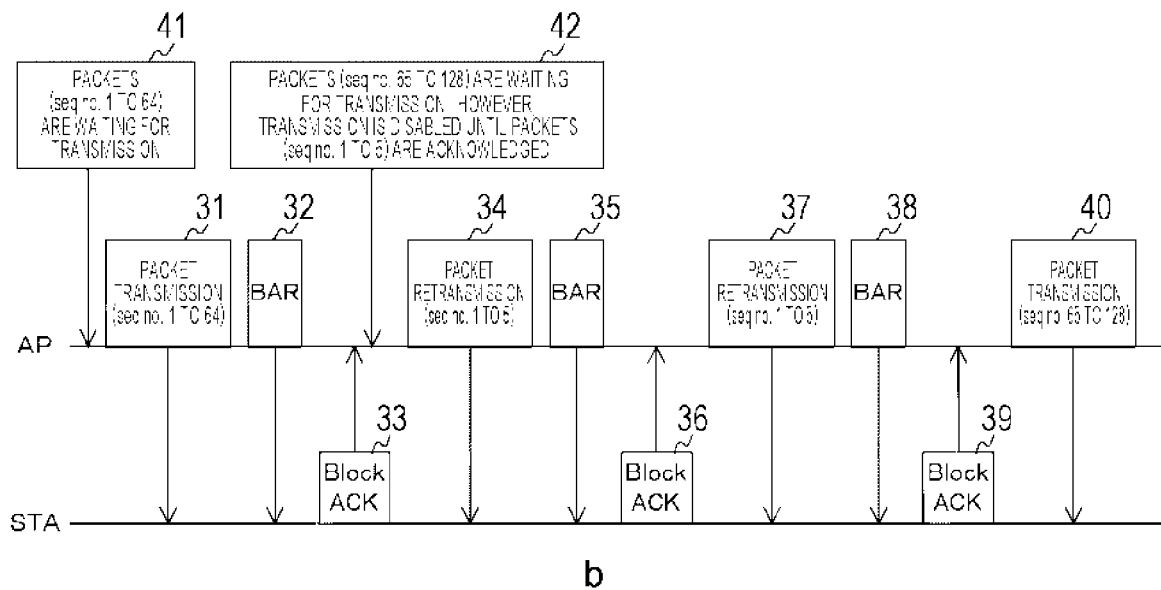 41
42
PACKETS
(seq no. 1 TO 64)
ARE WAITING FOR
TRANSMISSION
PACKETS (seq no. 65 TO 128) ARE WAITING
FOR TRANSMISSION. HOWEVER
TRANSMISSION IS DISABLED UNTIL PACKETS
(seq no. 1 TO 5) ARE ACKNOWLEDGED
31
32
34
35
37
38
40
PACKET
TRANSMISSION
(seq no. 1 TO 64)
BAR
PACKET
RETRANSMISSION
(seq no. 1 TO 5)
BAR
PACKET
RETRANSMISSION
(seq no. 1 TO 5)
BAR
PACKET
TRANSMISSION
(seq no. 65 TO 128)
AP
33
36
39
Block
ACK
Block
ACK
Block
ACK
STA
b